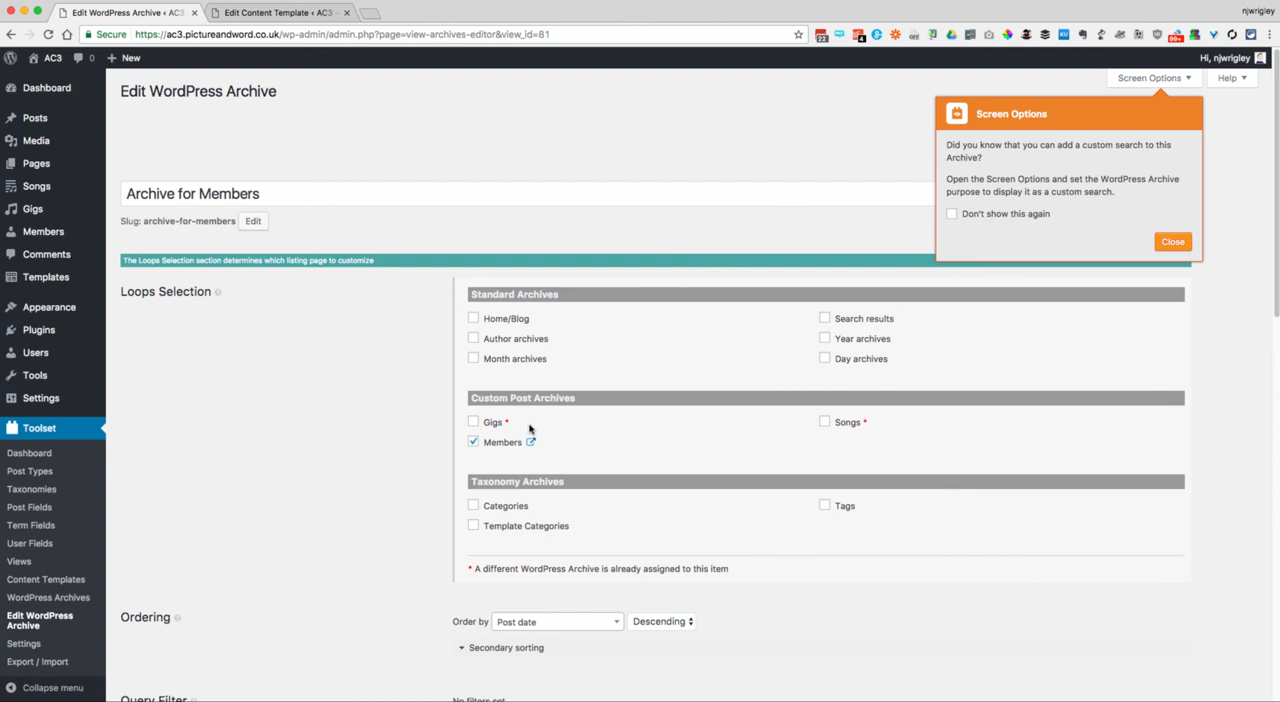 Edit WordPress Archive ‹ AC3
Edit Content Template ‹ AC3 –
njwrigley
Secure
https://ac3.pictureandword.co.uk/wp-admin/admin.php?page=view-archives-editor&view_id=81
AC3
0
New
Hi, njwrigley
Dashboard
Posts
Media
Pages
Songs
Gigs
Members
Comments
Templates
Appearance
Plugins
Users
Tools
Settings
Toolset
Dashboard
Post Types
Taxonomies
Post Fields
Term Fields
User Fields
Views
Content Templates
WordPress Archives
Edit WordPress
Archive
Settings
Export / Import
Collapse menu
Edit WordPress Archive
Screen Options
Help
Screen Options
Did you know that you can add a custom search to this
Archive?
Open the Screen Options and set the WordPress Archive
purpose to display it as a custom search.
Don't show this again
Close
Archive for Members
Slug: archive-for-members Edit
The Loops Selection section determines which listing page to customize
Loops Selection
Standard Archives
Home/Blog
Search results
Author archives
Year archives
Month archives
Day archives
Custom Post Archives
Gigs *
Songs *
Members
Taxonomy Archives
Categories
Tags
Template Categories
* A different WordPress Archive is already assigned to this item
Ordering
Order by Post date Descending
Secondary sorting
Query Filter
No filters set